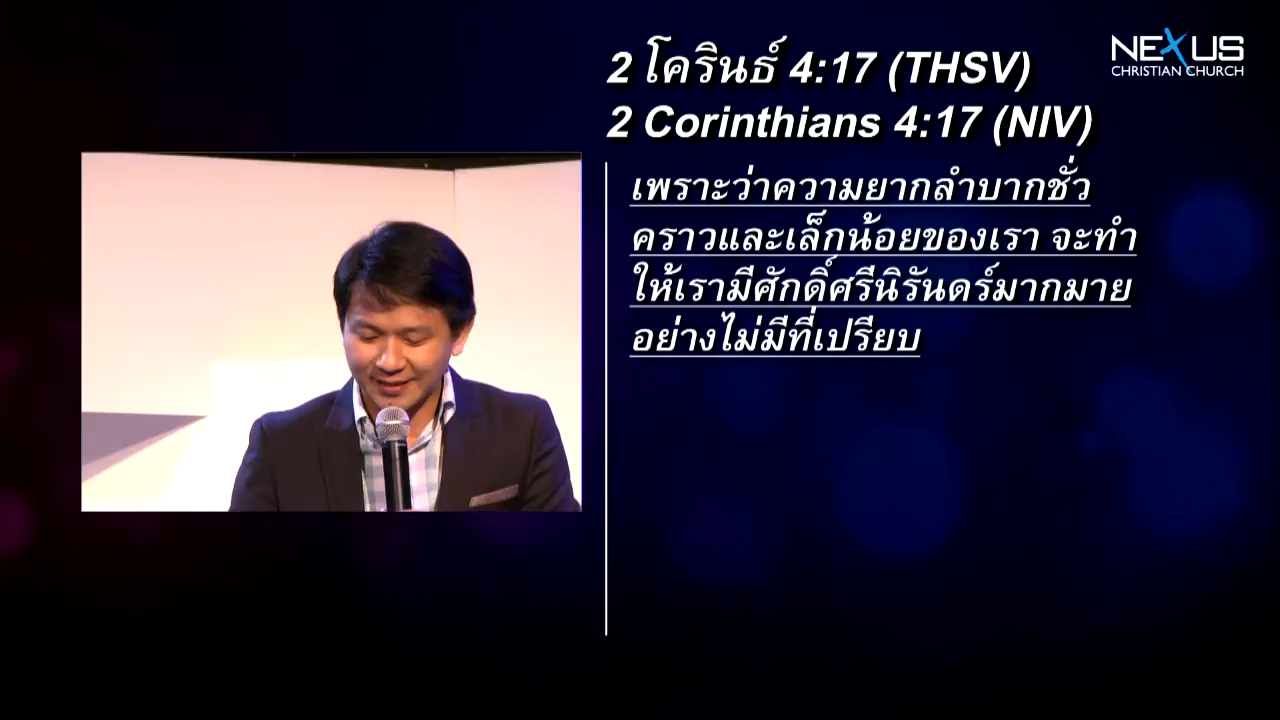 2 โครินธ์ 4:17 (THSV)
2 Corinthians 4:17 (NIV)
NEXUS
CHRISTIAN CHURCH
เพราะว่าความยากลำบากชั่ว
คราวและเล็กน้อยของเรา จะทำ
ให้เรามีศักดิ์ศรีนิรันดร์มากมาย
อย่างไม่มีที่เปรียบ